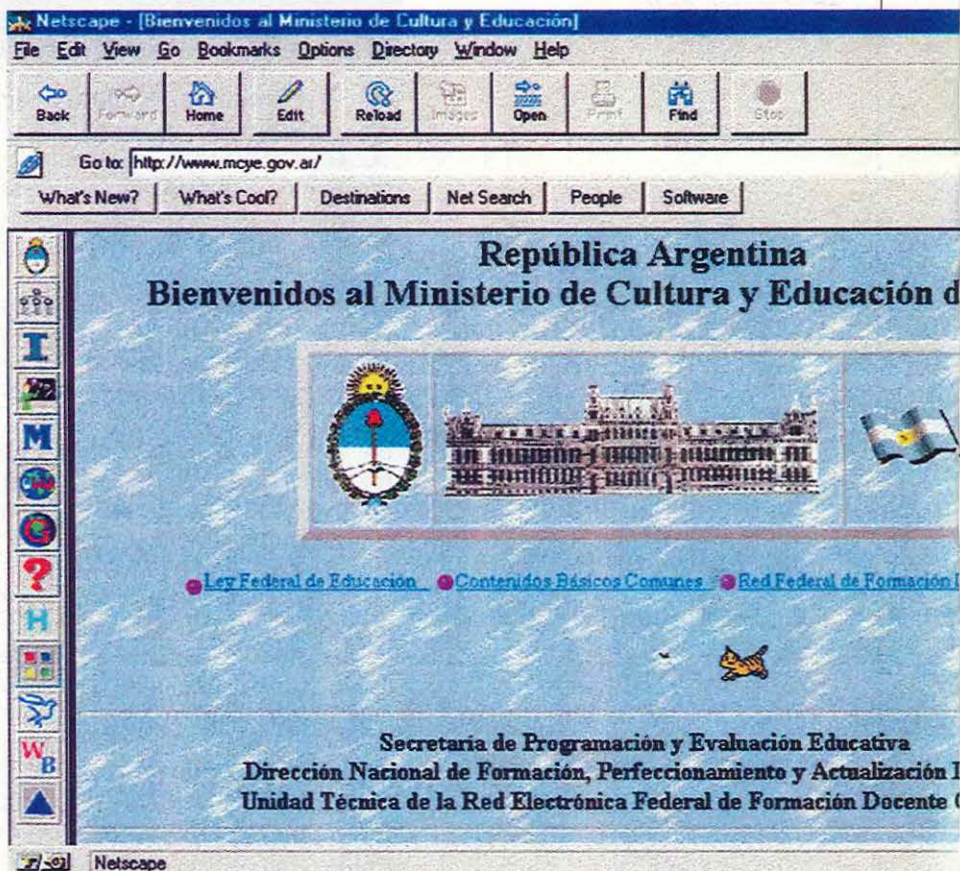 Netscape - [Bienvenidos al Ministerio de Cultura y Educación]
File Edit View Go Bookmarks Options Directory Window Help
Back Forward Home Edit Reload Images Open Print Find Stop
Go to: http://www.mcye.gov.ar/
What's New? What's Cool? Destinations Net Search People Software
República Argentina
Bienvenidos al Ministerio de Cultura y Educación d
I
M
G
?
H
W B
Ley Federal de Educación Contenidos Básicos Comunes Red Federal de Formación
Secretaría de Programación y Evaluación Educativa
Dirección Nacional de Formación, Perfeccionamiento y Actualización
Unidad Técnica de la Red Electrónica Federal de Formación Docente
Netscape